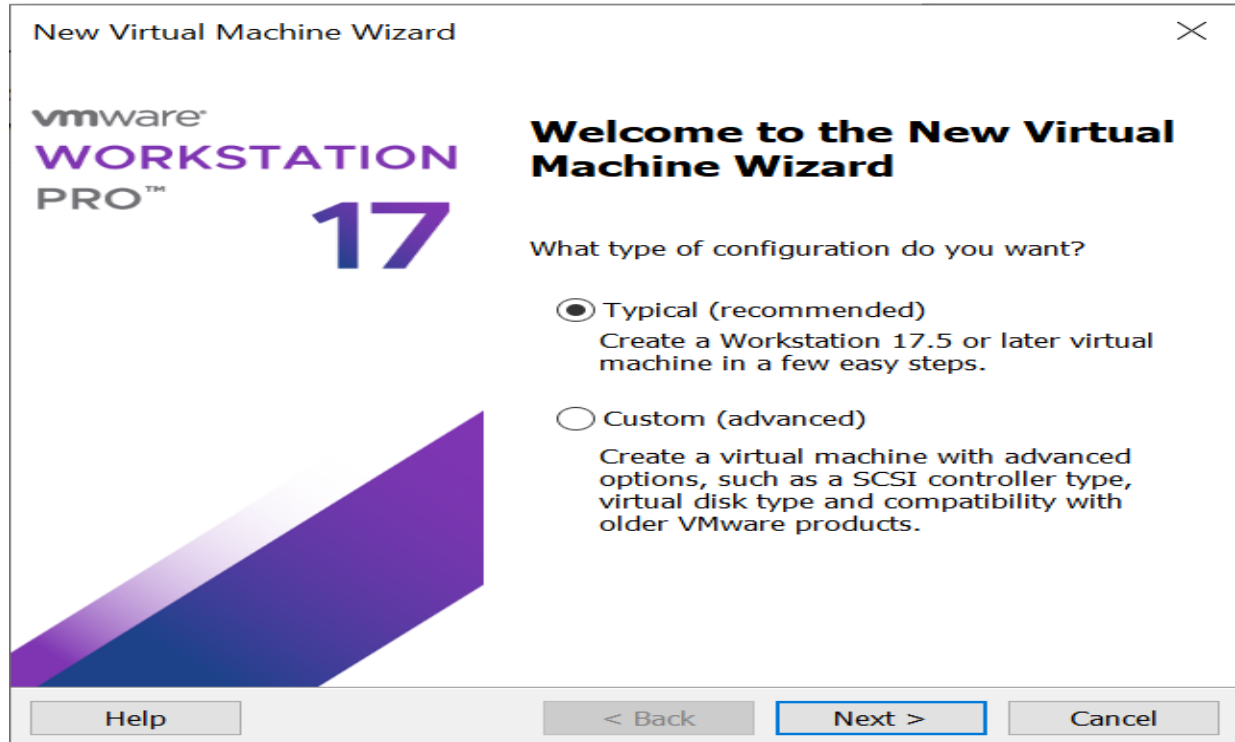 New Virtual Machine Wizard
vmware®
WORKSTATION
PRO™
17
Welcome to the New Virtual
Machine Wizard
What type of configuration do you want?
Typical (recommended)
Create a Workstation 17.5 or later virtual
machine in a few easy steps.
Custom (advanced)
Create a virtual machine with advanced
options, such as a SCSI controller type,
virtual disk type and compatibility with
older VMware products.
Help
< Back
Next >
Cancel